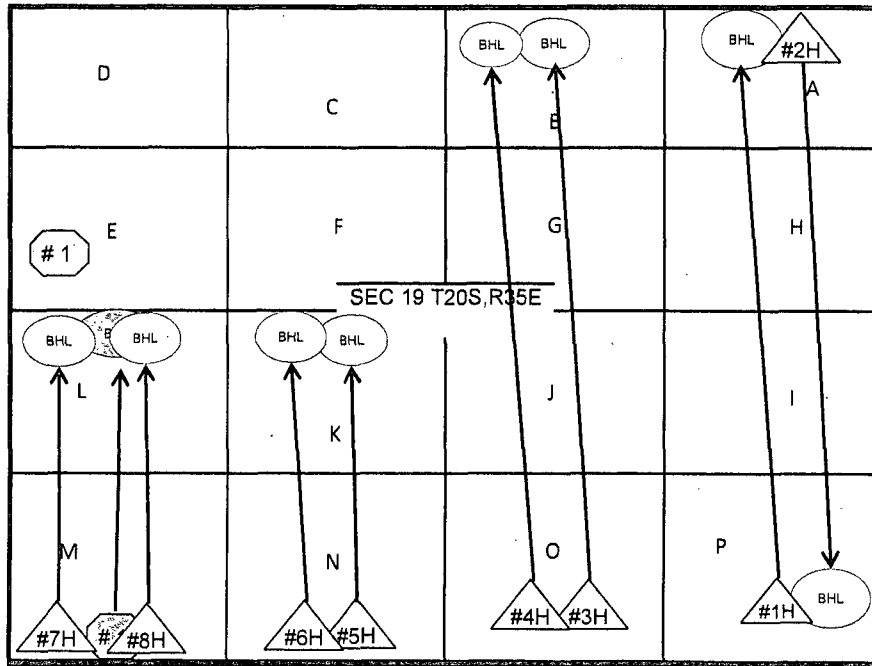 BHL BHL BHL #2H
D C B A
E F G H
# 1
SEC 19 T20S,R35E
BHL BHL BHL BHL
L K J I
M N O P
#7H #8H #6H #5H #4H #3H #1H BHL